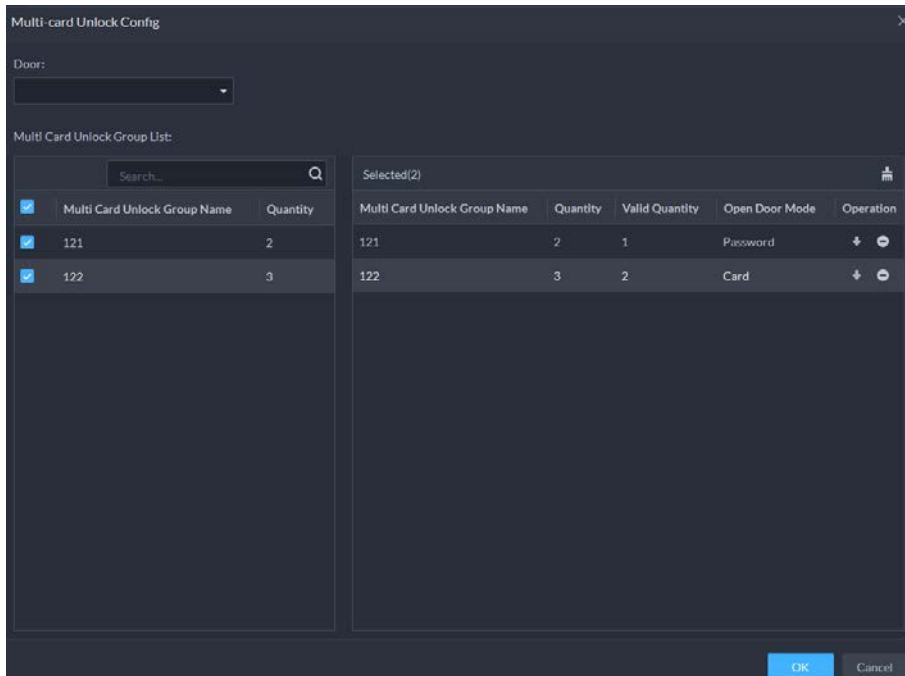 Multi-card Unlock Config
Door:
Multi Card Unlock Group List:
Search...
Selected(2)
Multi Card Unlock Group Name Quantity
Multi Card Unlock Group Name Quantity Valid Quantity Open Door Mode Operation
121 2
121 2 1 Password
122 3
122 3 2 Card
OK Cancel